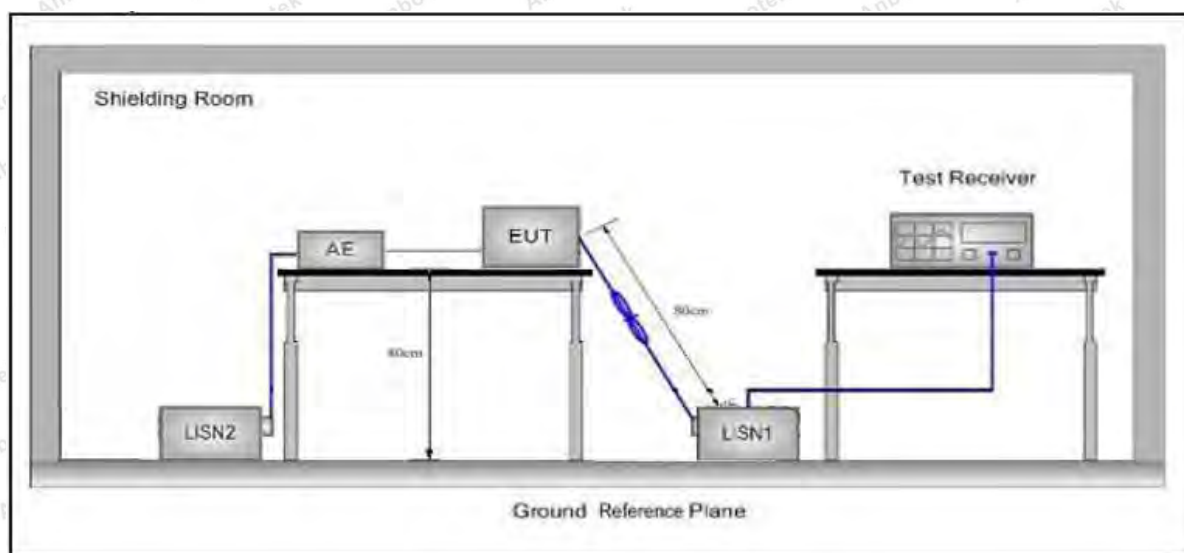 Shielding Room
Test Receiver
AE
EUT
80cm
80cm
LISN2
LISN1
Ground Reference Plane